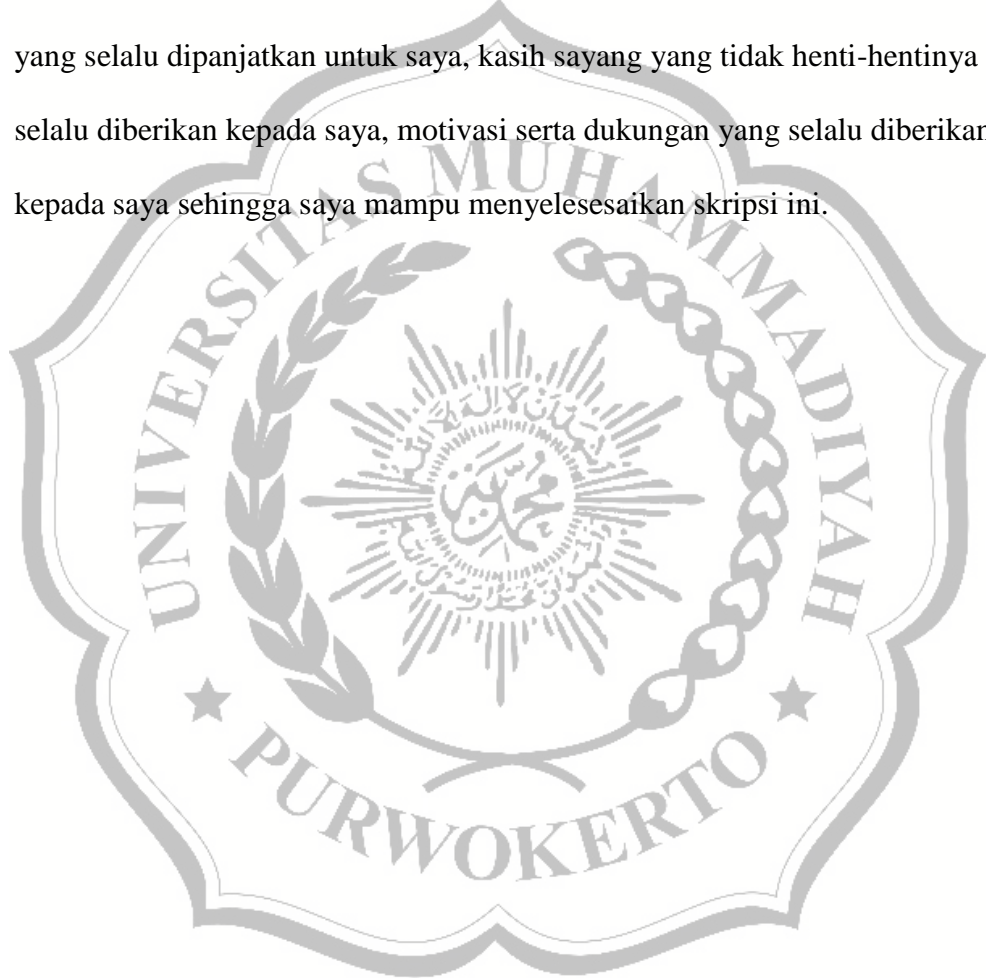 yang selalu dipanjatkan untuk saya, kasih sayang yang tidak henti-hentinya
selalu diberikan kepada saya, motivasi serta dukungan yang selalu diberikan
kepada saya sehingga saya mampu menyelesesaikan skripsi ini.
UNIVERSITAS MUHAMMADIYAH
PURWOKERTO